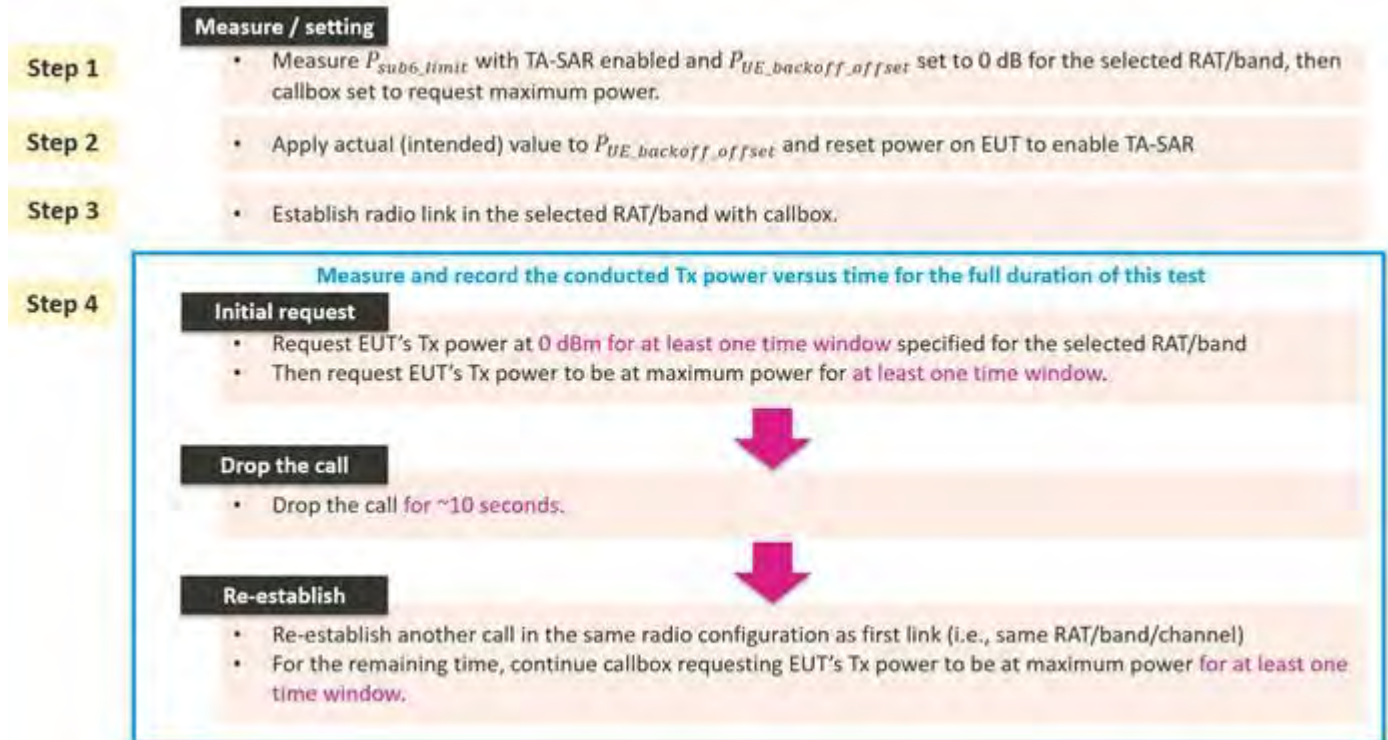 Measure / setting
Step 1
• Measure P_sub6_limit with TA-SAR enabled and P_UE_backoff_offset set to 0 dB for the selected RAT/band, then
callbox set to request maximum power.
Step 2
• Apply actual (intended) value to P_UE_backoff_offset and reset power on EUT to enable TA-SAR
Step 3
• Establish radio link in the selected RAT/band with callbox.
Measure and record the conducted Tx power versus time for the full duration of this test
Step 4
Initial request
• Request EUT's Tx power at 0 dBm for at least one time window specified for the selected RAT/band
• Then request EUT's Tx power to be at maximum power for at least one time window.
Drop the call
• Drop the call for ~10 seconds.
Re-establish
• Re-establish another call in the same radio configuration as first link (i.e., same RAT/band/channel)
• For the remaining time, continue callbox requesting EUT's Tx power to be at maximum power for at least one
time window.